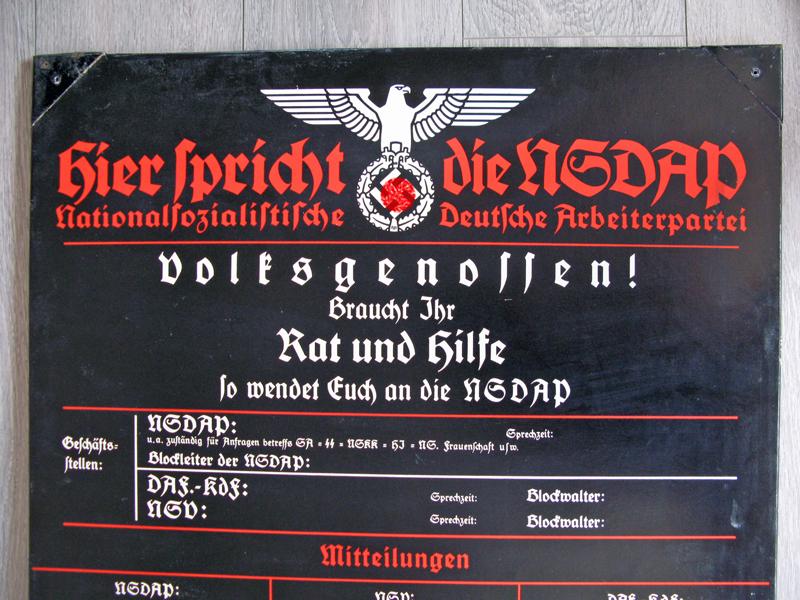 Hier spricht die NSDAP
Nationalsozialistische Deutsche Arbeiterpartei
Volksgenossen!
Braucht Ihr
Rat und Hilfe
so wendet Euch an die NSDAP
Geschäfts-
stellen:
NSDAP: Sprechzeit:
u. a. zuständig für Anfragen betreffs SA - SS - NSKK - HJ - NS. Frauenschaft usw.
Blockleiter der NSDAP:
DAF.-KdF: Sprechzeit: Blockwalter:
NSV: Sprechzeit: Blockwalter:
Mitteilungen
NSDAP: NSV: DAF.-KdF: